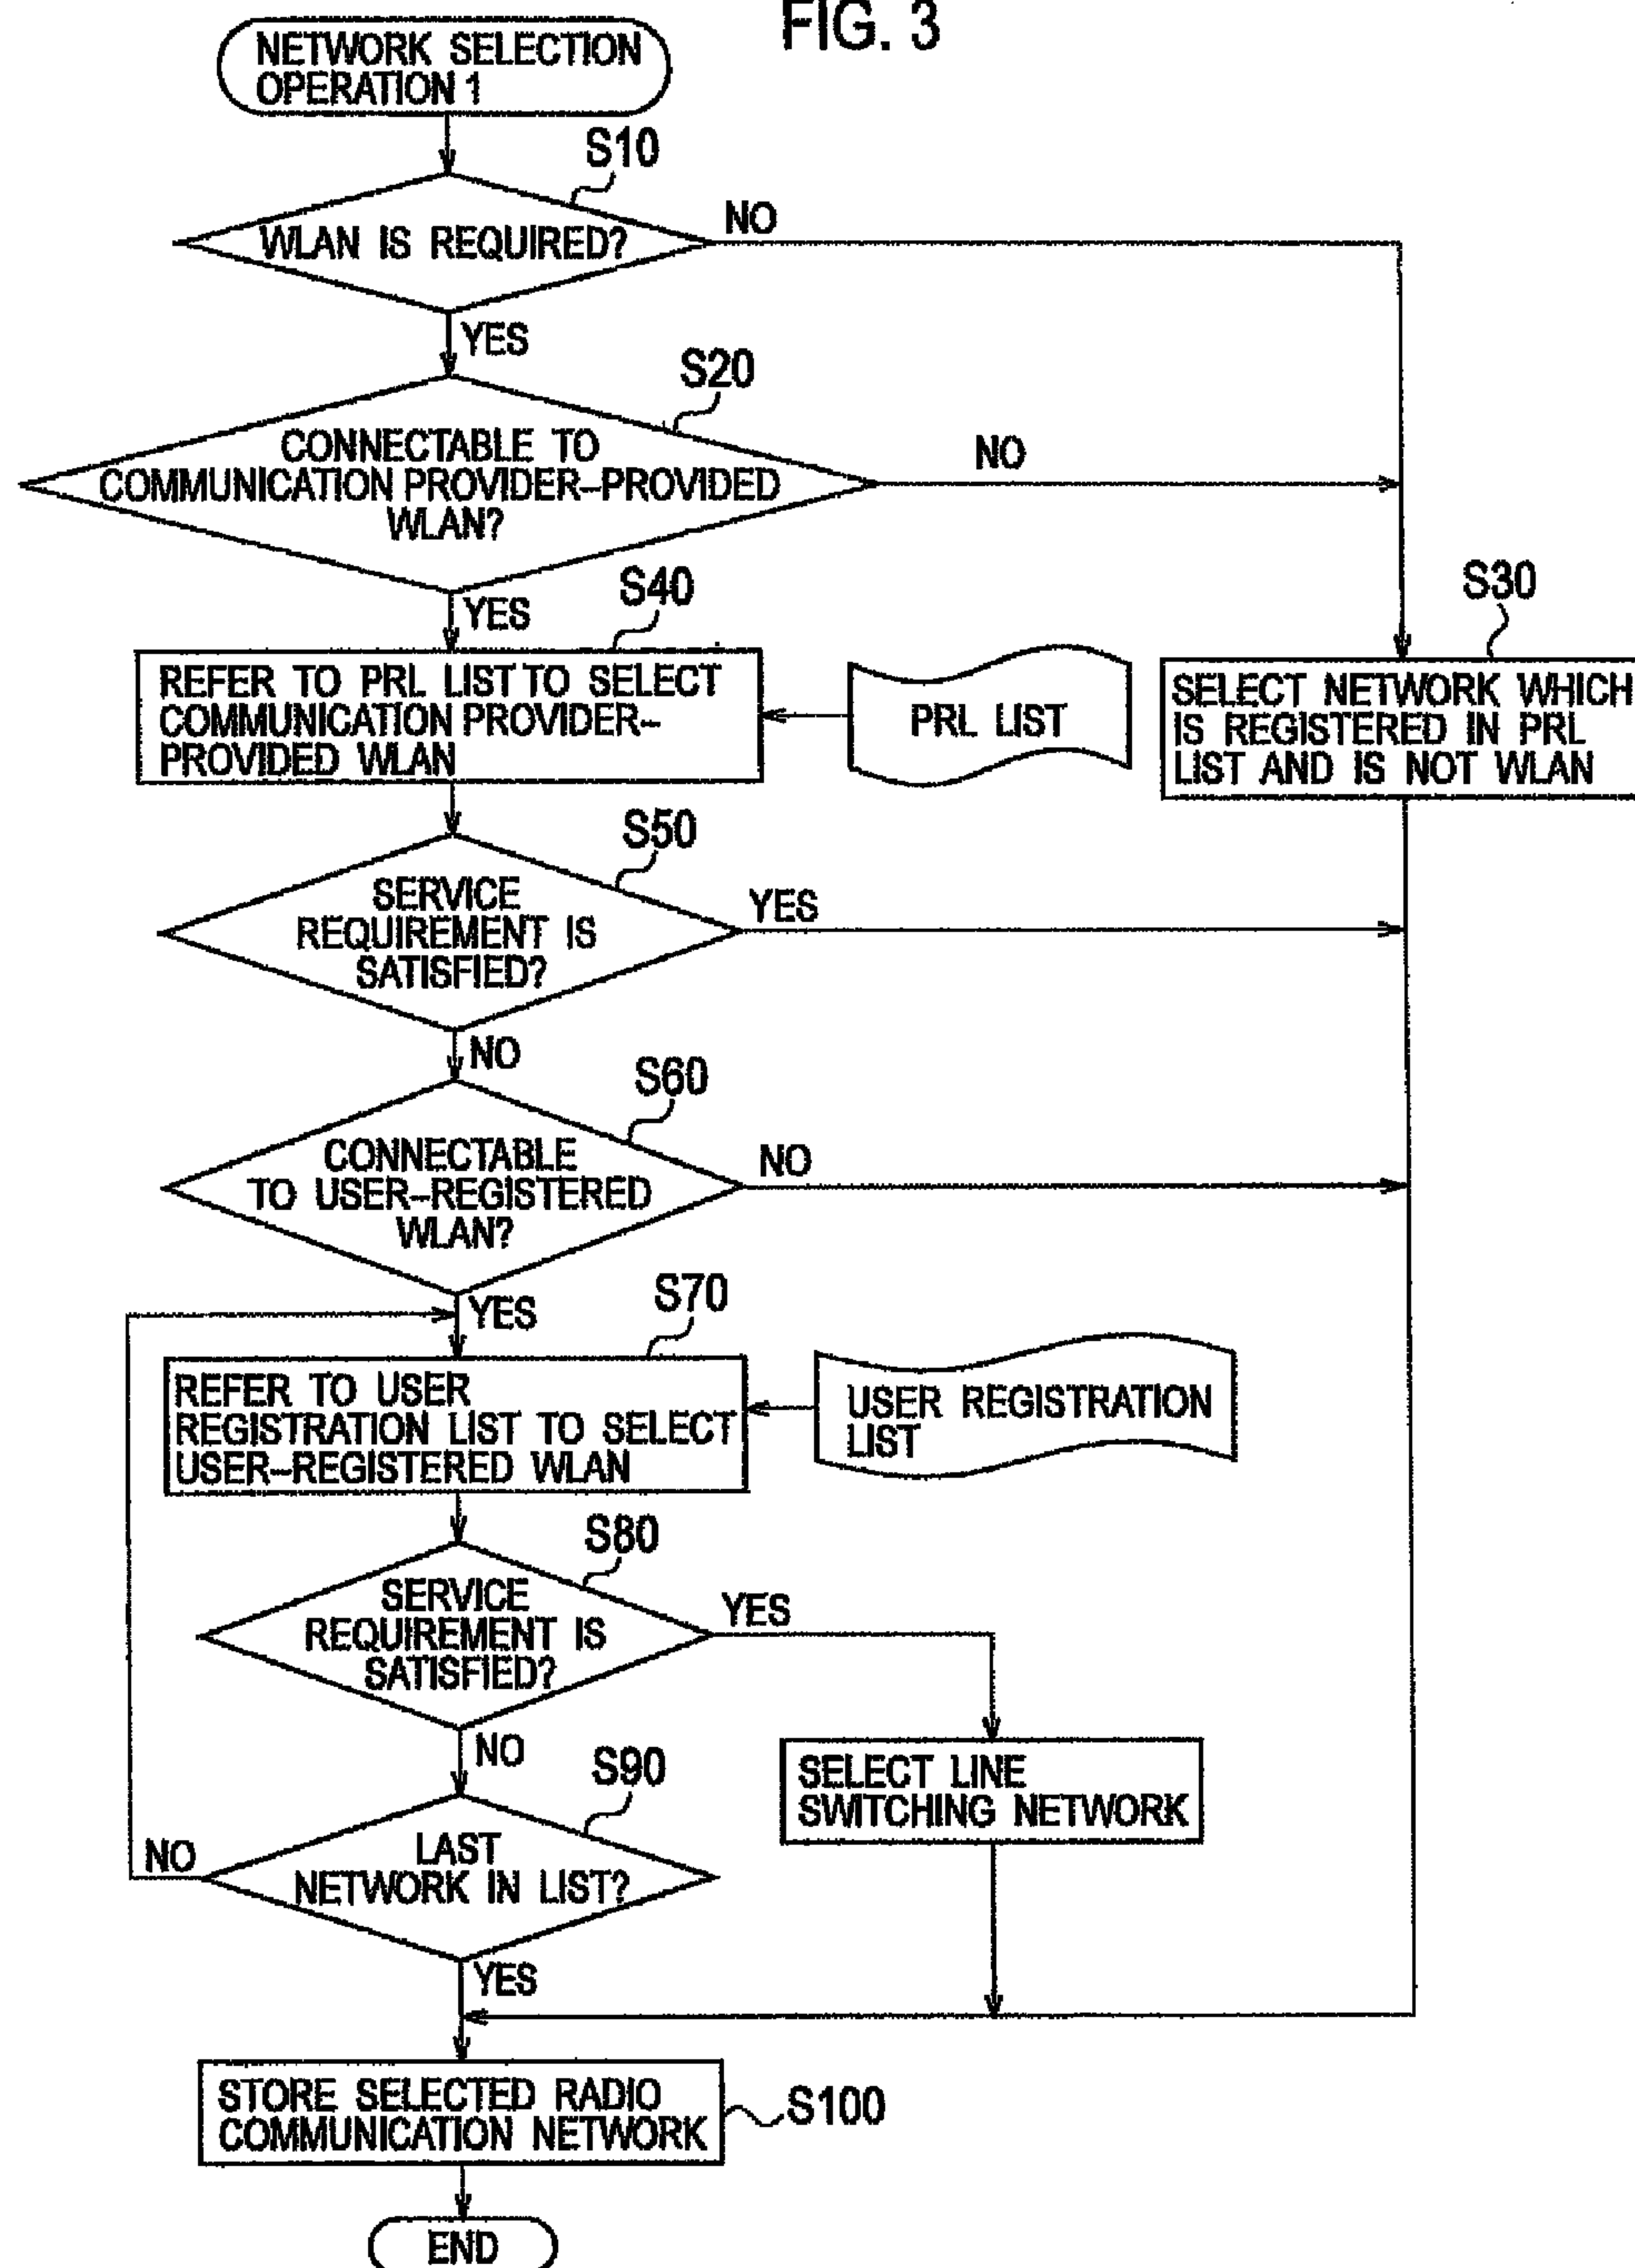 FIG. 3
NETWORK SELECTION
OPERATION 1
S10
WLAN IS REQUIRED?
NO
YES
S20
CONNECTABLE TO
COMMUNICATION PROVIDER–PROVIDED
WLAN?
NO
YES
S40
REFER TO PRL LIST TO SELECT
COMMUNICATION PROVIDER–
PROVIDED WLAN
PRL LIST
S30
SELECT NETWORK WHICH
IS REGISTERED IN PRL
LIST AND IS NOT WLAN
S50
SERVICE
REQUIREMENT IS
SATISFIED?
YES
NO
S60
CONNECTABLE
TO USER–REGISTERED
WLAN?
NO
YES
S70
REFER TO USER
REGISTRATION LIST TO SELECT
USER–REGISTERED WLAN
USER REGISTRATION
LIST
S80
SERVICE
REQUIREMENT IS
SATISFIED?
YES
NO
SELECT LINE
SWITCHING NETWORK
S90
LAST
NETWORK IN LIST?
NO
YES
STORE SELECTED RADIO
COMMUNICATION NETWORK
S100
END